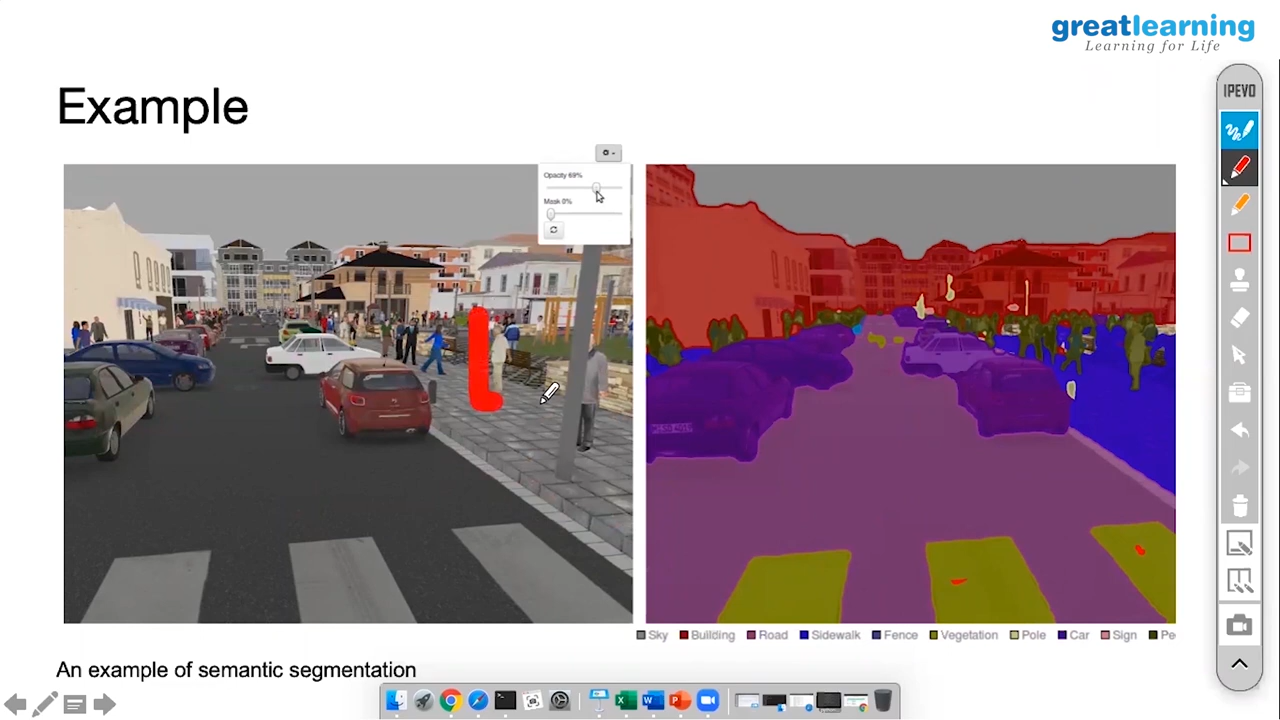 greatlearning
Learning for Life
IPEVO
Example
Opacity 69%
Mask 0%
Sky Building Road Sidewalk Fence Vegetation Pole Car Sign Pe
An example of semantic segmentation